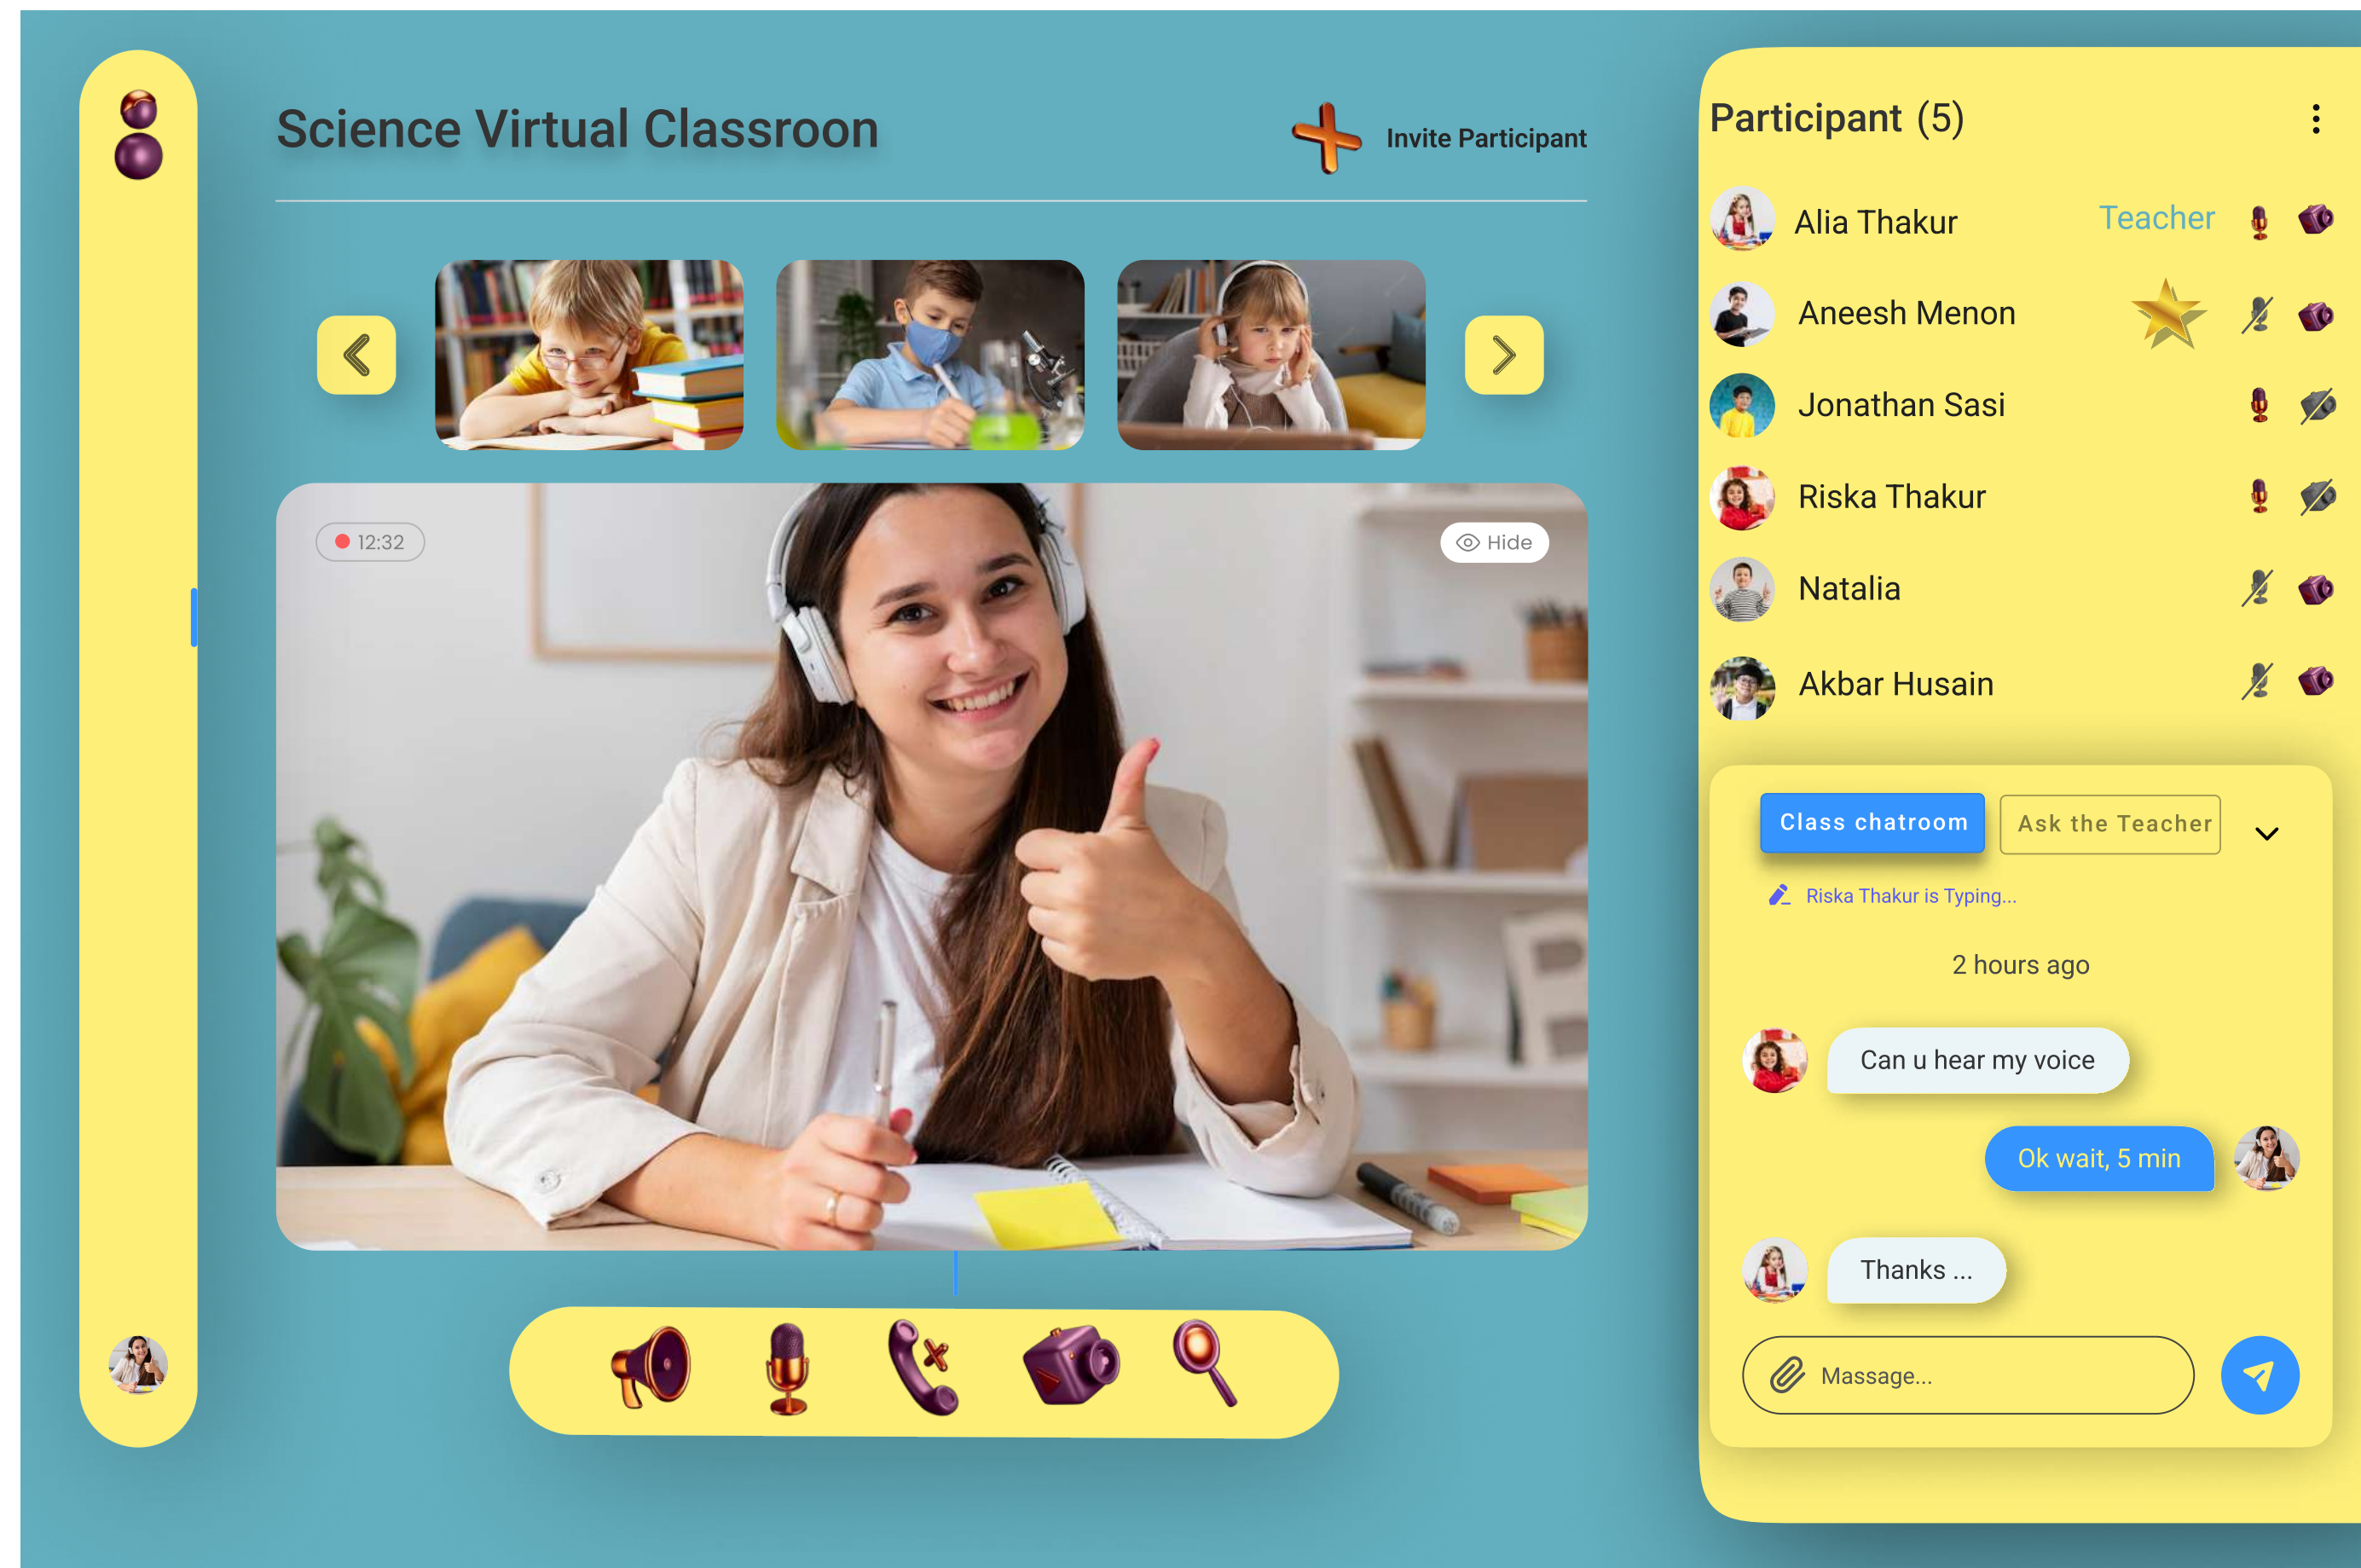 Science Virtual Classroon
Invite Participant
12:32
Hide
Participant (5)
Alia Thakur
Teacher
Aneesh Menon
Jonathan Sasi
Riska Thakur
Natalia
Akbar Husain
Class chatroom
Ask the Teacher
Riska Thakur is Typing...
2 hours ago
Can u hear my voice
Ok wait, 5 min
Thanks ...
Massage...